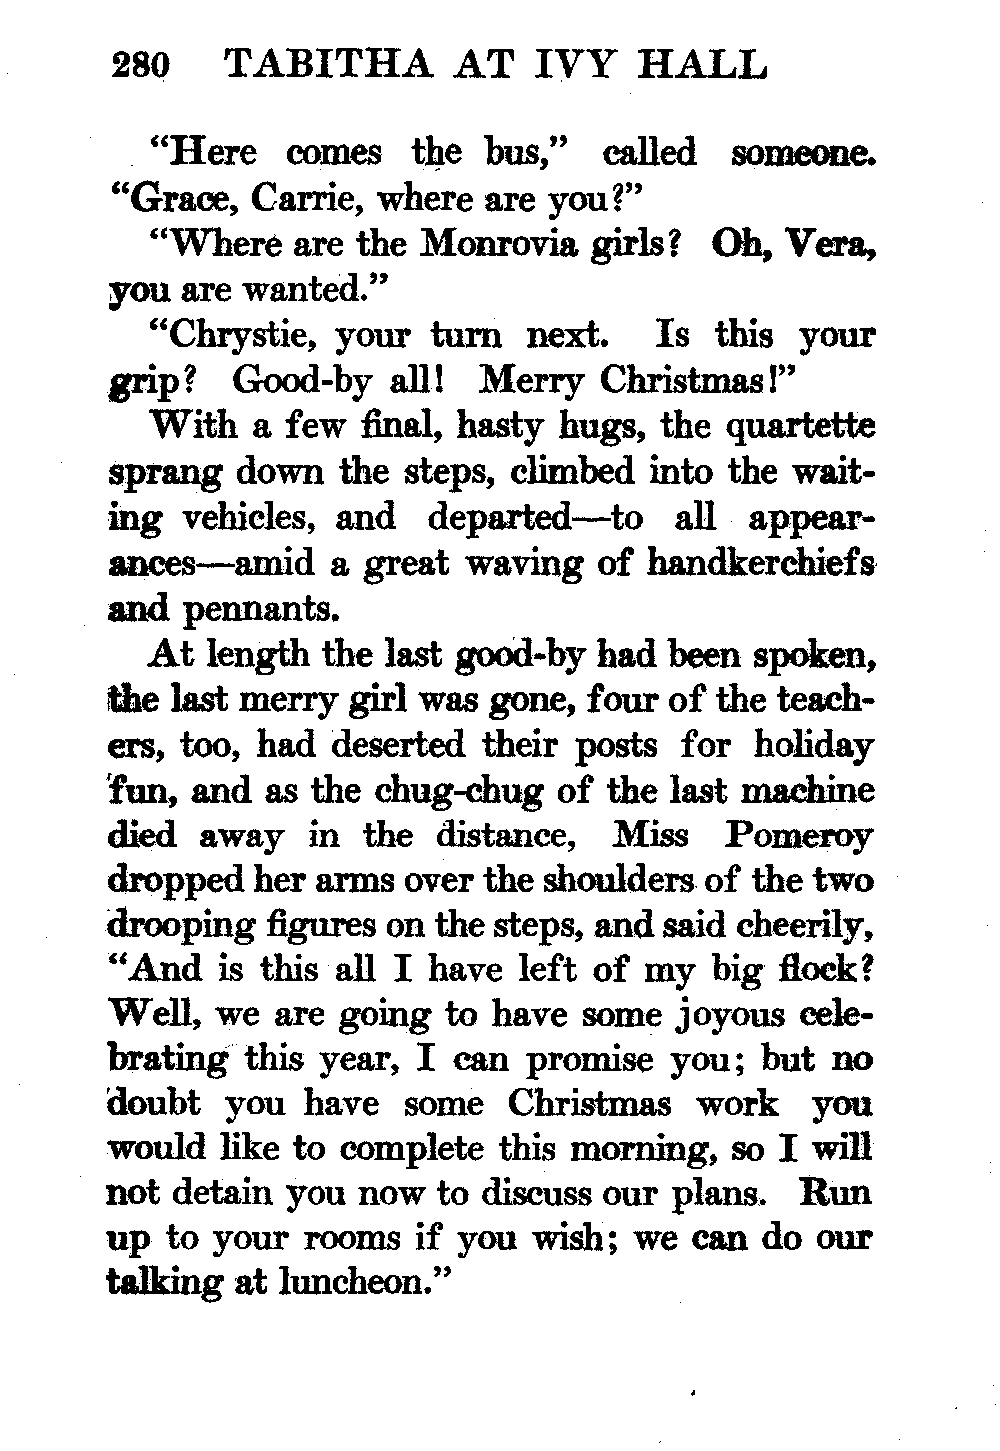 280 TABITHA AT IVY HALL
“Here comes the bus,” called someone.
“Grace, Carrie, where are you?”
“Where are the Monrovia girls? Oh, Vera,
you are wanted.”
“Chrystie, your turn next. Is this your
grip? Good-by all! Merry Christmas!”
With a few final, hasty hugs, the quartette
sprang down the steps, climbed into the wait-
ing vehicles, and departed—to all appear-
ances—amid a great waving of handkerchiefs
and pennants.
At length the last good-by had been spoken,
the last merry girl was gone, four of the teach-
ers, too, had deserted their posts for holiday
fun, and as the chug-chug of the last machine
died away in the distance, Miss Pomeroy
dropped her arms over the shoulders of the two
drooping figures on the steps, and said cheerily,
“And is this all I have left of my big flock?
Well, we are going to have some joyous cele-
brating this year, I can promise you; but no
doubt you have some Christmas work you
would like to complete this morning, so I will
not detain you now to discuss our plans. Run
up to your rooms if you wish; we can do our
talking at luncheon.”